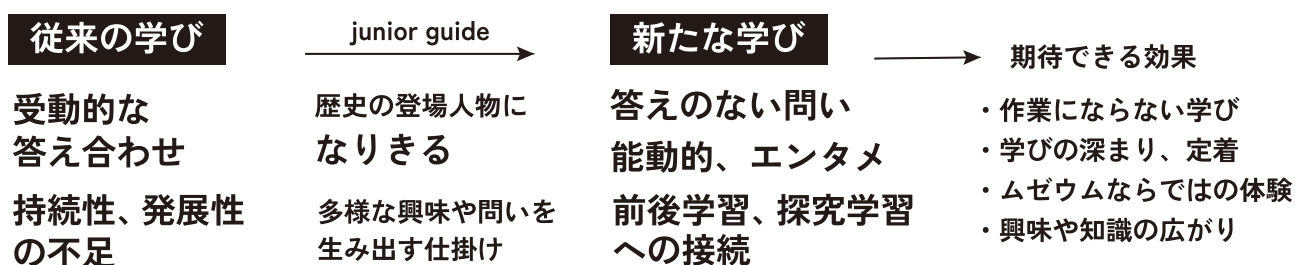 従来の学び
受動的な
答え合わせ
持続性、発展性
の不足
junior guide
歴史の登場人物に
なりきる
多様な興味や問いを
生み出す仕掛け
新たな学び
答えのない問い
能動的、エンタメ
前後学習、探究学習
への接続
期待できる効果
・作業にならない学び
・学びの深まり、定着
・ムゼウムならではの体験
・興味や知識の広がり